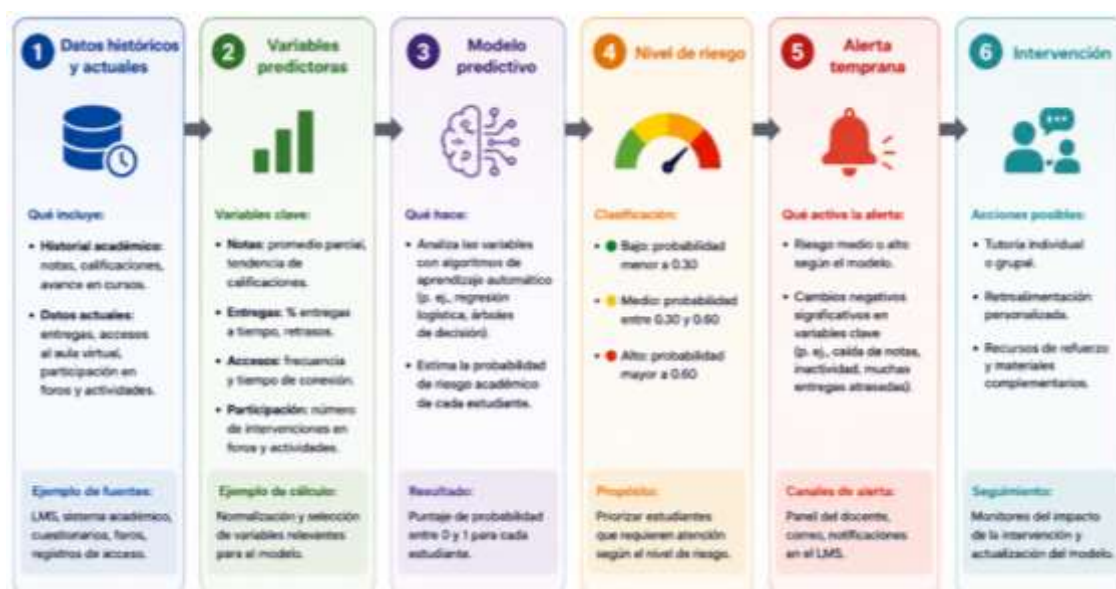 1 Datos históricos
y actuales
Qué incluye:
• Historial académico:
notas, calificaciones,
avance en cursos.
• Datos actuales:
entregas, accesos
al aula virtual,
participación en
foros y actividades.
Ejemplo de fuentes:
LMS, sistema académico,
cuestionarios, foros,
registros de acceso.
2 Variables
predictoras
Variables clave:
• Notas: promedio parcial,
tendencia de
calificaciones.
• Entregas: % entregas
a tiempo, retrasos.
• Accesos: frecuencia
y tiempo de conexión.
• Participación: número
de intervenciones en
foros y actividades.
Ejemplo de cálculo:
Normalización y selección
de variables relevantes
para al modelo.
3 Modelo
predictivo
Qué hace:
• Analiza las variables
con algoritmos de
aprendizaje automático
(p. ej., regresión
logística, árboles
de decisión).
• Estima la probabilidad
de riesgo académico
de cada estudiante.
Resultado:
Puntaje de probabilidad
entre 0 y 1 para cada
estudiante.
4 Nivel de riesgo
Clasificación:
• Bajo: probabilidad
menor a 0.30
• Medio: probabilidad
entre 0.30 y 0.60
• Alto: probabilidad
mayor a 0.60
Propósito:
Priorizar estudiantes
que requieren atención
según el nivel de riesgo.
5 Alerta
temprana
Qué activa la alerta:
• Riesgo medio o alto
según el modelo.
• Cambios negativos
significativos en
variables clave
(p. ej., caída de notas,
inactividad, muchas
entregas atrasadas).
Canales de alerta:
Panel del docente,
correo, notificaciones
en el LMS.
6 Intervención
Acciones posibles:
• Tutoría individual
o grupal.
• Retroalimentación
personalizada.
• Recursos de refuerzo
y materiales
complementarios.
Seguimiento:
Monitores del impacto
de la intervención y
actualización del modelo.